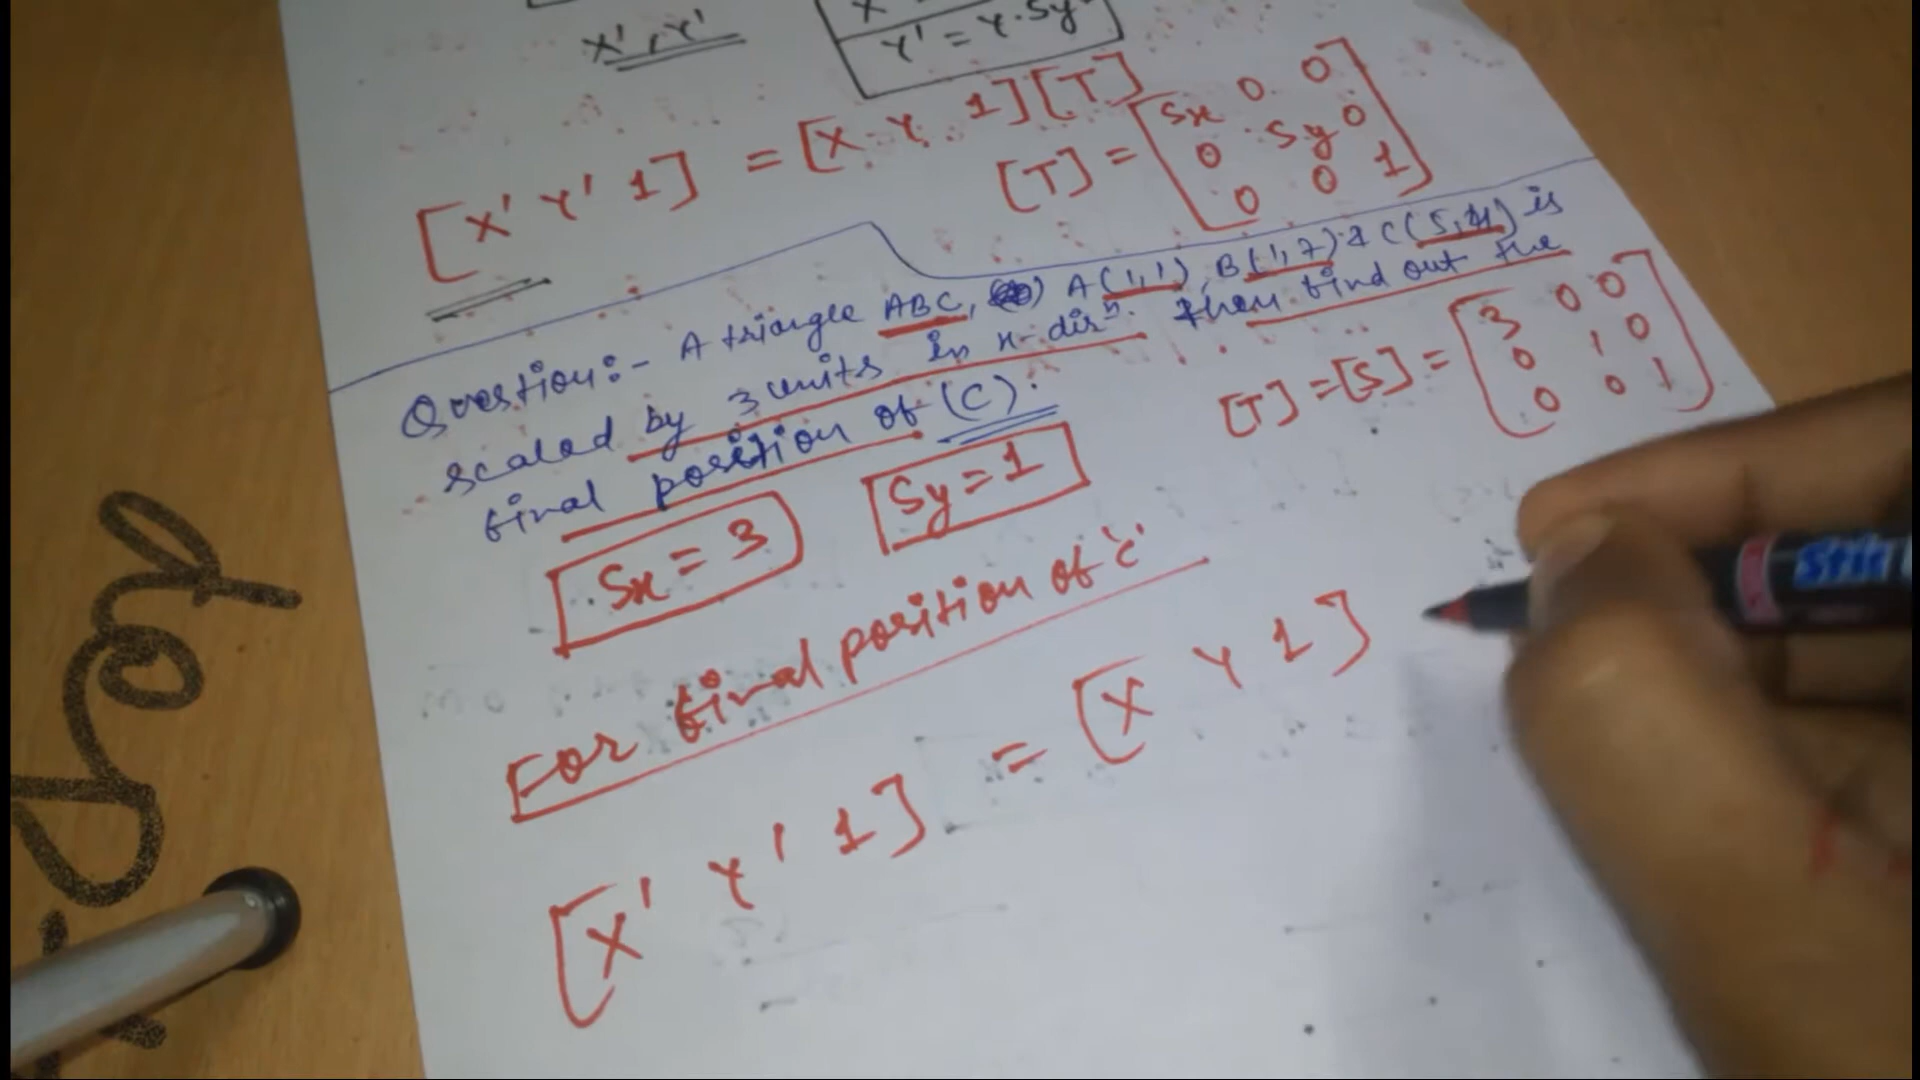 X', Y'
Y' = Y.Sy
[X' Y' 1] = [X Y 1][T]
[T] = [Sx 0 0
0 Sy 0
0 0 1]
Question:- A triangle ABC, A(1,1), B(1,7) & C(5, is
scaled by 3 units in x-dirn. then find out the
final position of (C).
[T] = [S] = [3 0 0
0 1 0
0 0 1]
Sx = 3 Sy = 1
For final position of 'c'
[X' Y' 1] = [X Y 1]